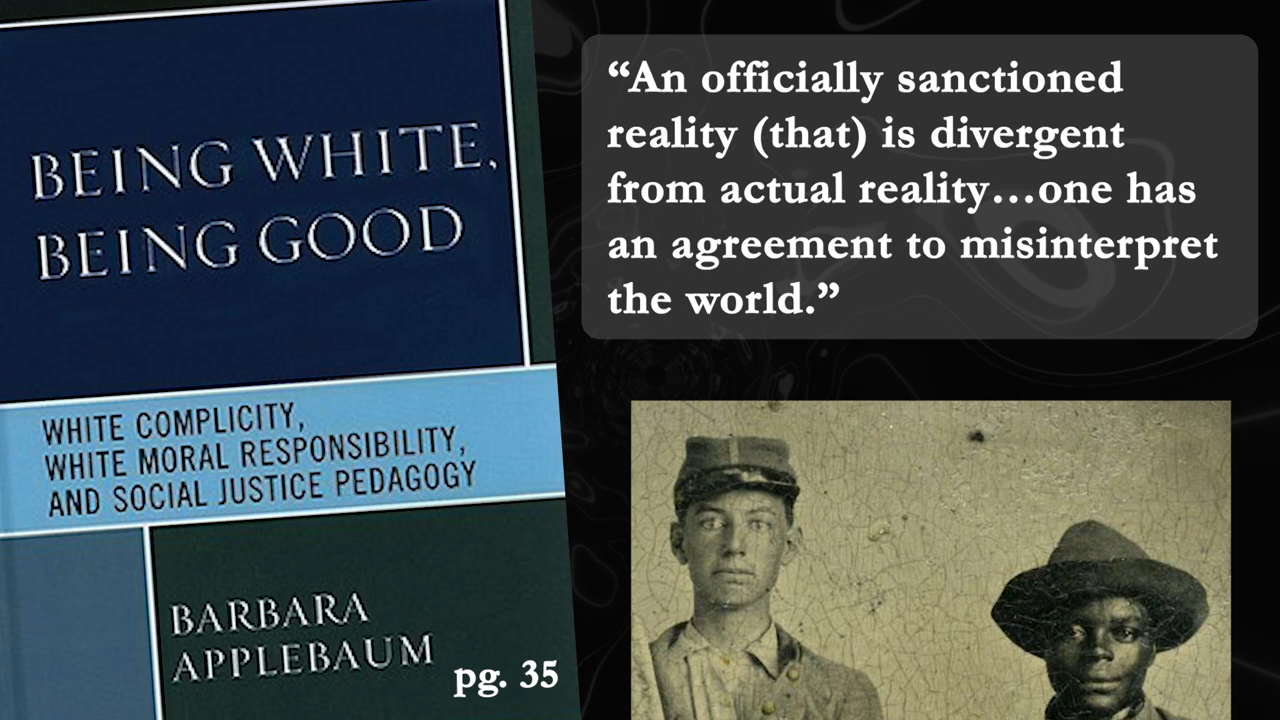 BEING WHITE,
BEING GOOD
WHITE COMPLICITY,
WHITE MORAL RESPONSIBILITY,
AND SOCIAL JUSTICE PEDAGOGY
BARBARA
APPLEBAUM
pg. 35
“An officially sanctioned
reality (that) is divergent
from actual reality…one has
an agreement to misinterpret
the world.”